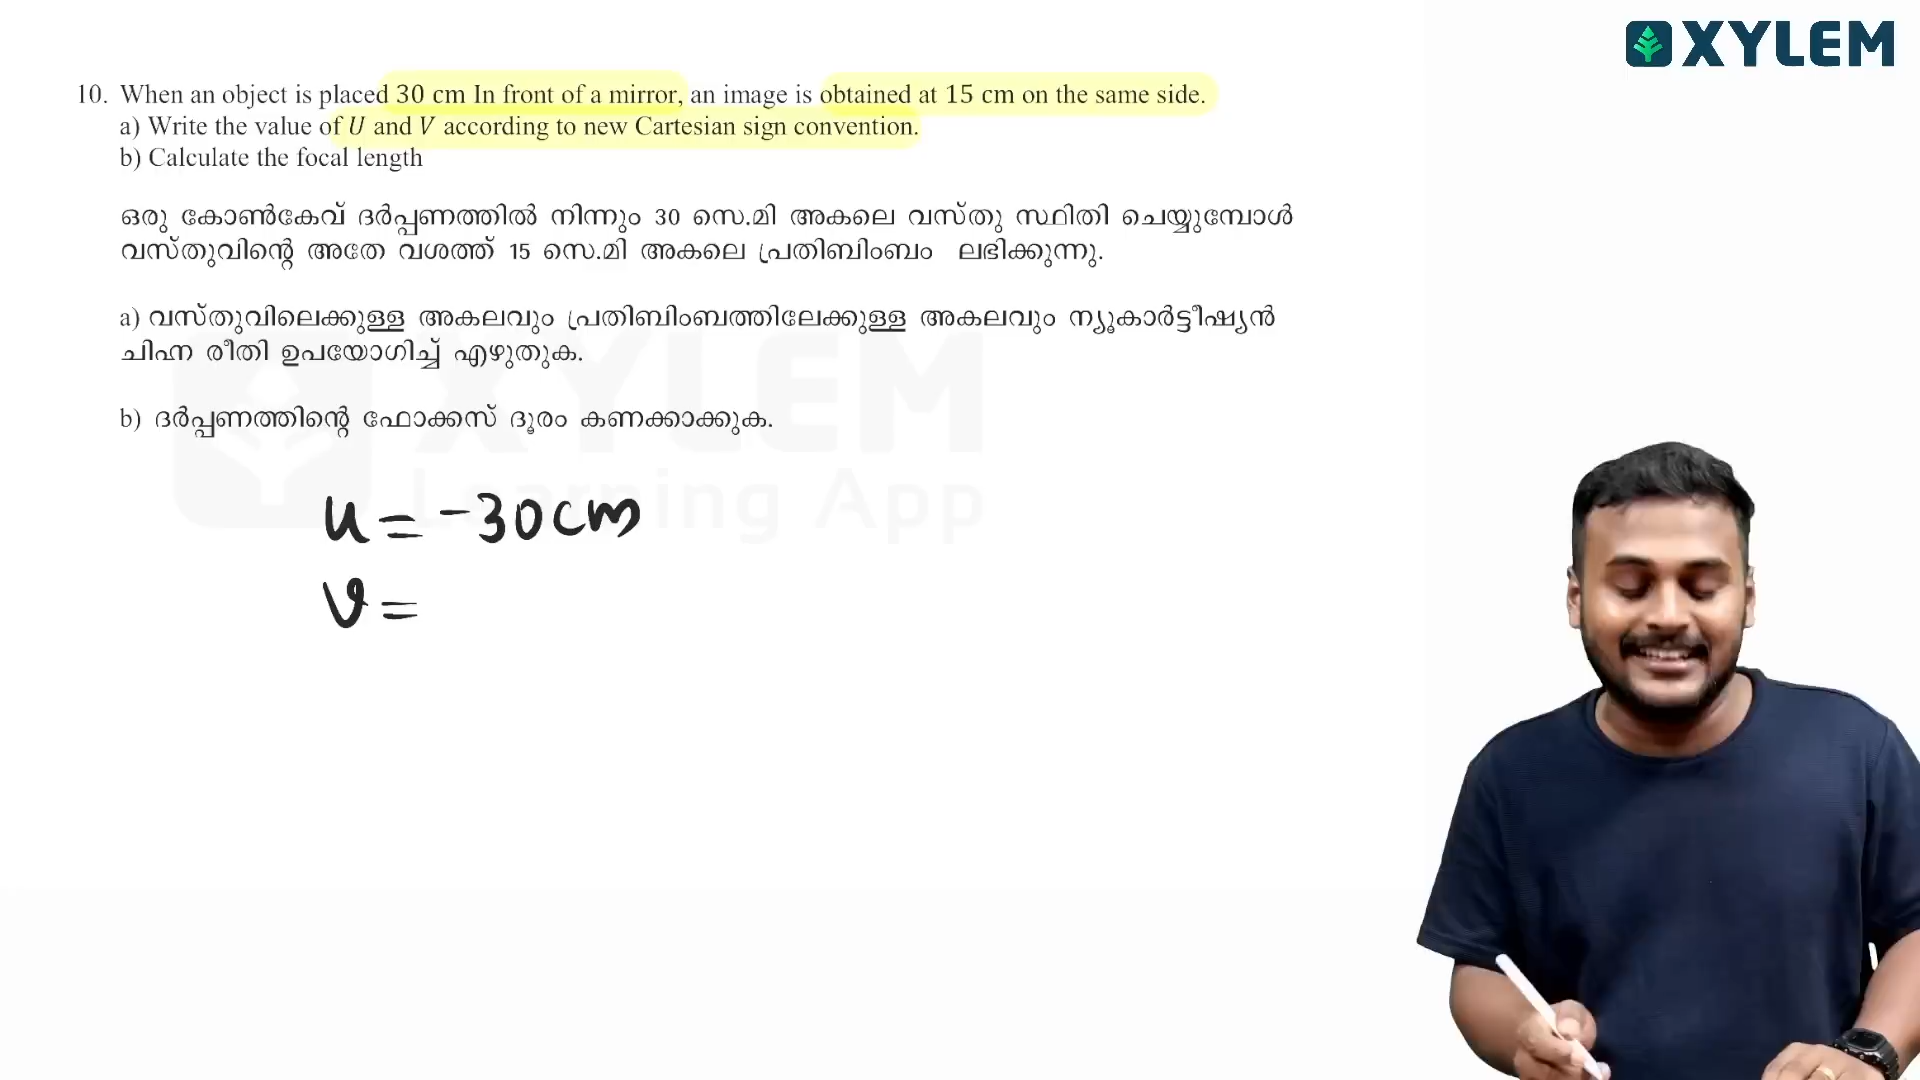 XYLEM
10. When an object is placed 30 cm In front of a mirror, an image is obtained at 15 cm on the same side.
a) Write the value of U and V according to new Cartesian sign convention.
b) Calculate the focal length
ഒരു കോൺകേവ് ദർപ്പണത്തിൽ നിന്നും 30 സെ.മി അകലെ വസ്തു സ്ഥിതി ചെയ്യുമ്പോൾ
വസ്തുവിന്റെ അതേ വശത്ത് 15 സെ.മി അകലെ പ്രതിബിംബം ലഭിക്കുന്നു.
a) വസ്തുവിലെക്കുള്ള അകലവും പ്രതിബിംബത്തിലേക്കുള്ള അകലവും ന്യൂകാർട്ടീഷ്യൻ
ചിഹ്ന രീതി ഉപയോഗിച്ച് എഴുതുക.
b) ദർപ്പണത്തിന്റെ ഫോക്കസ് ദൂരം കണക്കാക്കുക.
XYLEM
Learning App
u = -30cm
v =